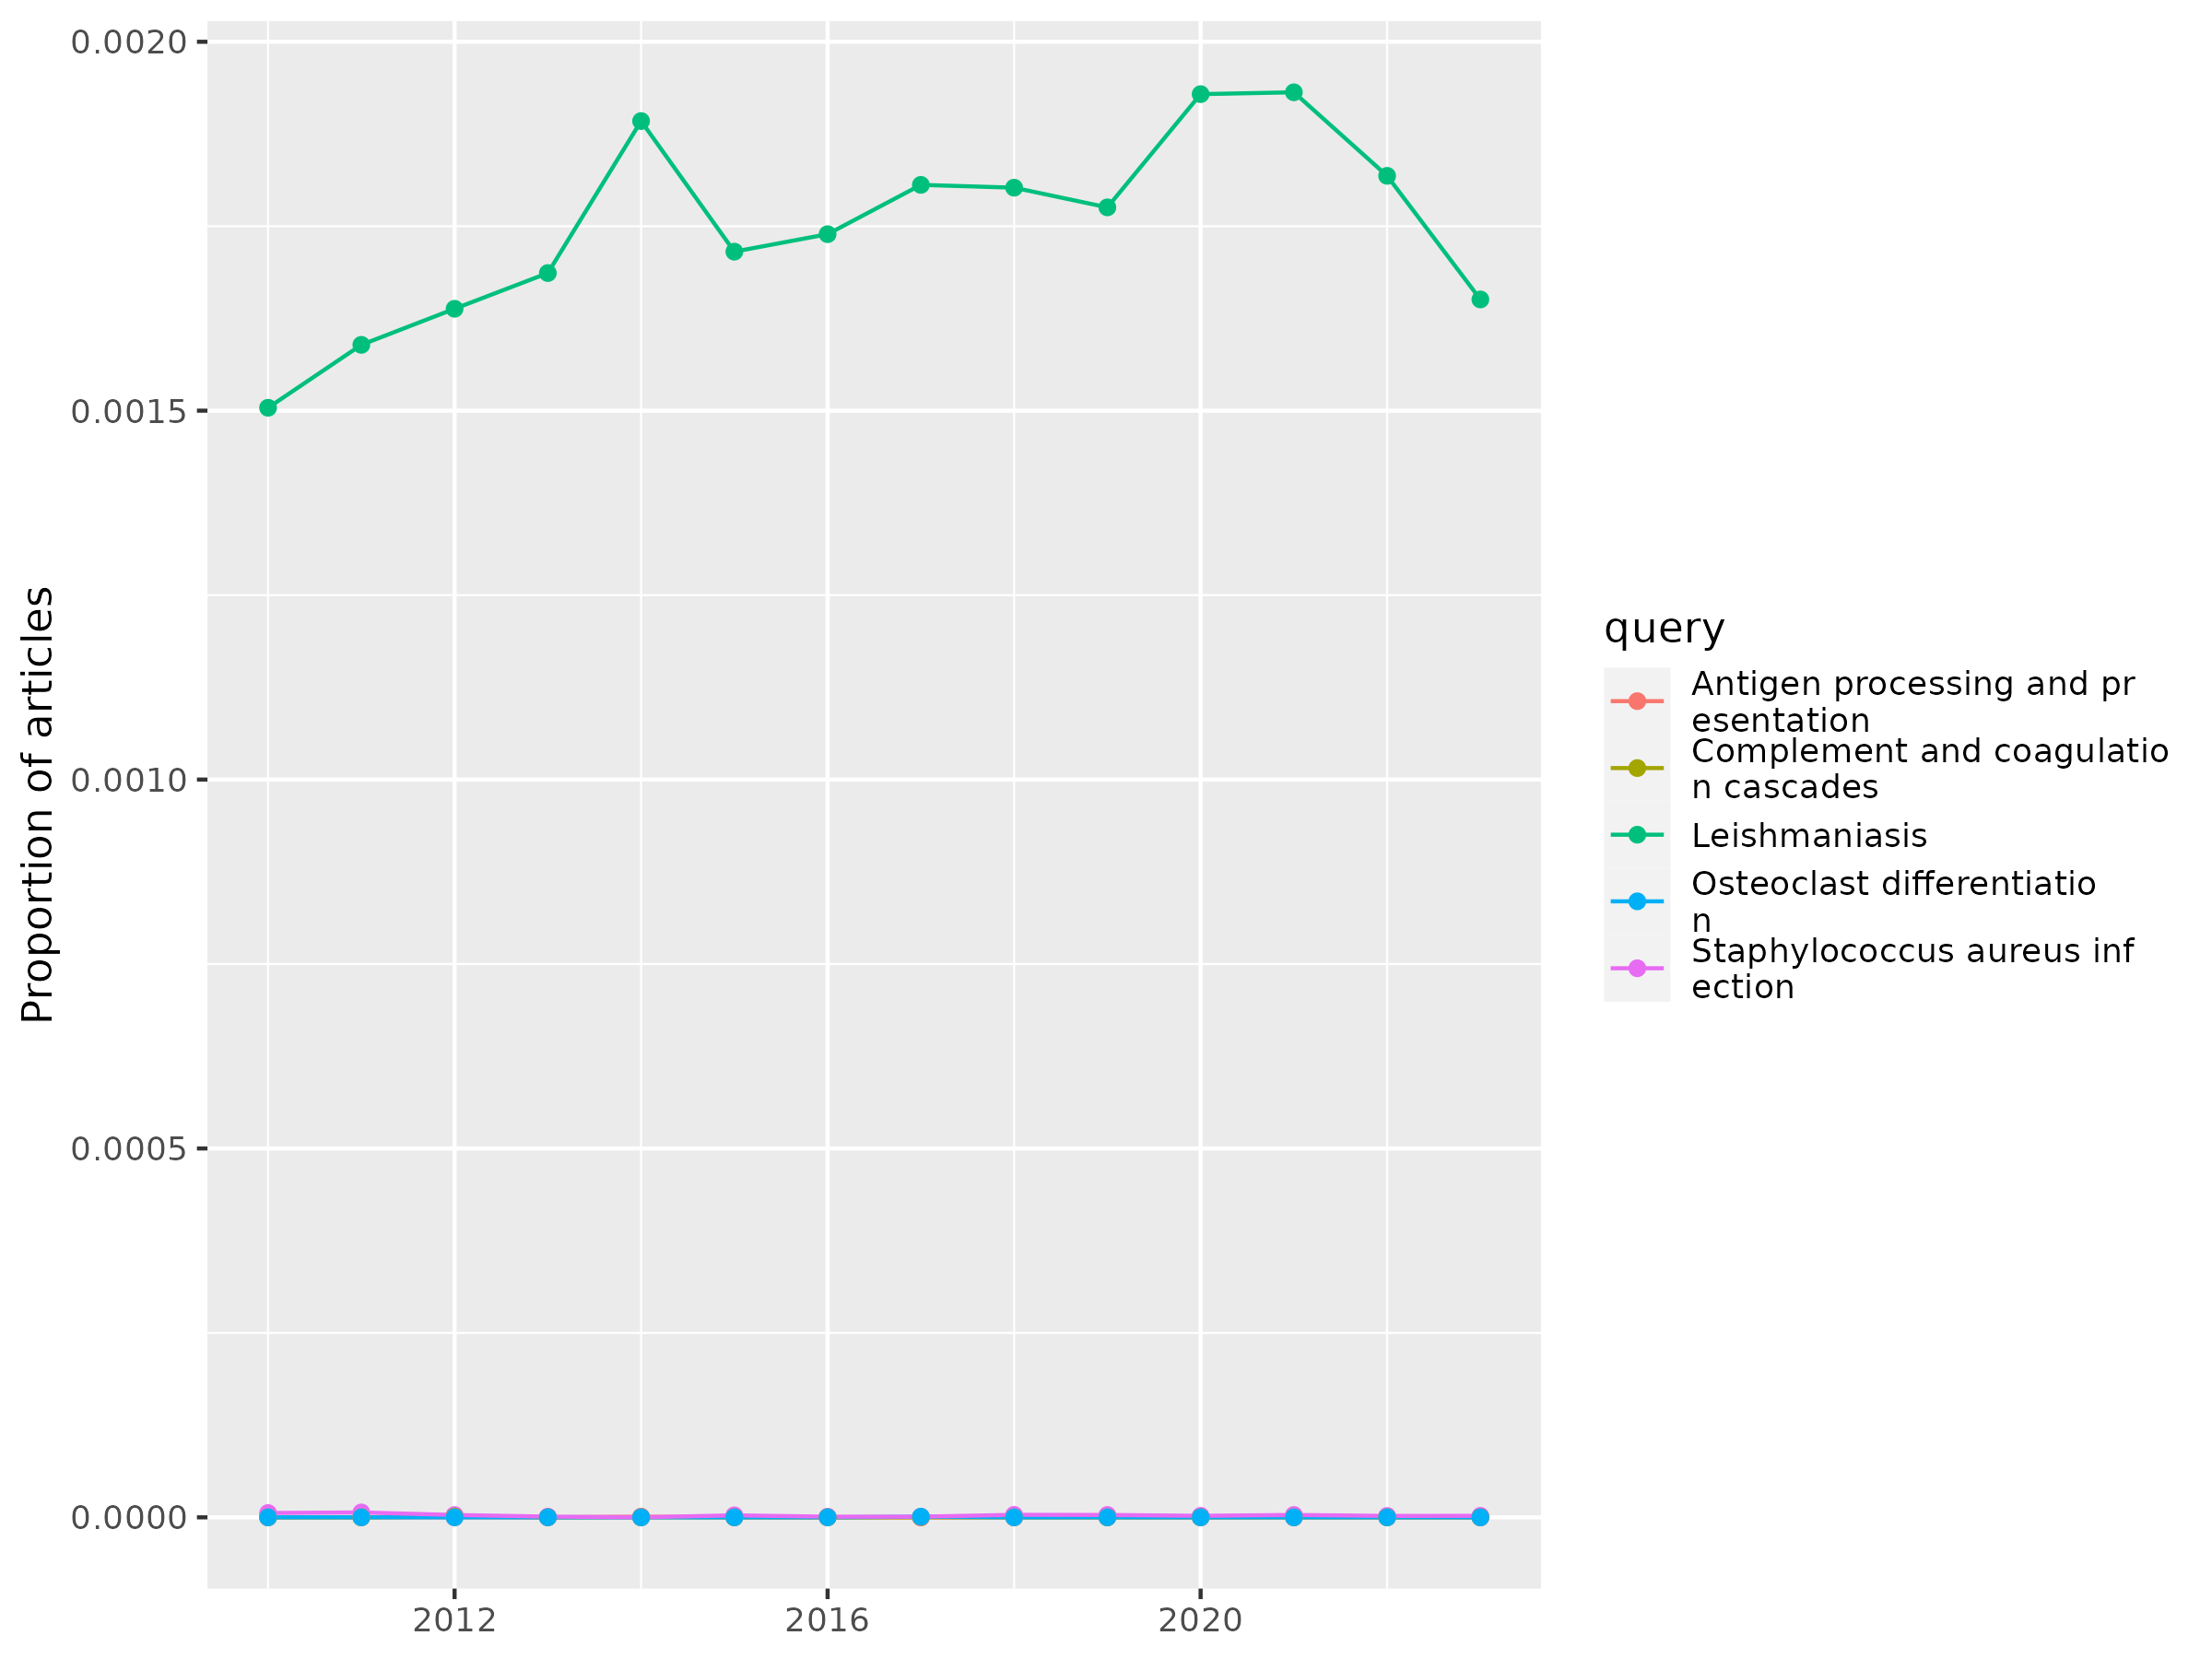 0.0020
0.0015
0.0010
0.0005
0.0000
Proportion of articles
2012
2016
2020
query
Antigen processing and pr
esentation
Complement and coagulatio
n cascades
Leishmaniasis
Osteoclast differentiatio
n
Staphylococcus aureus inf
ection